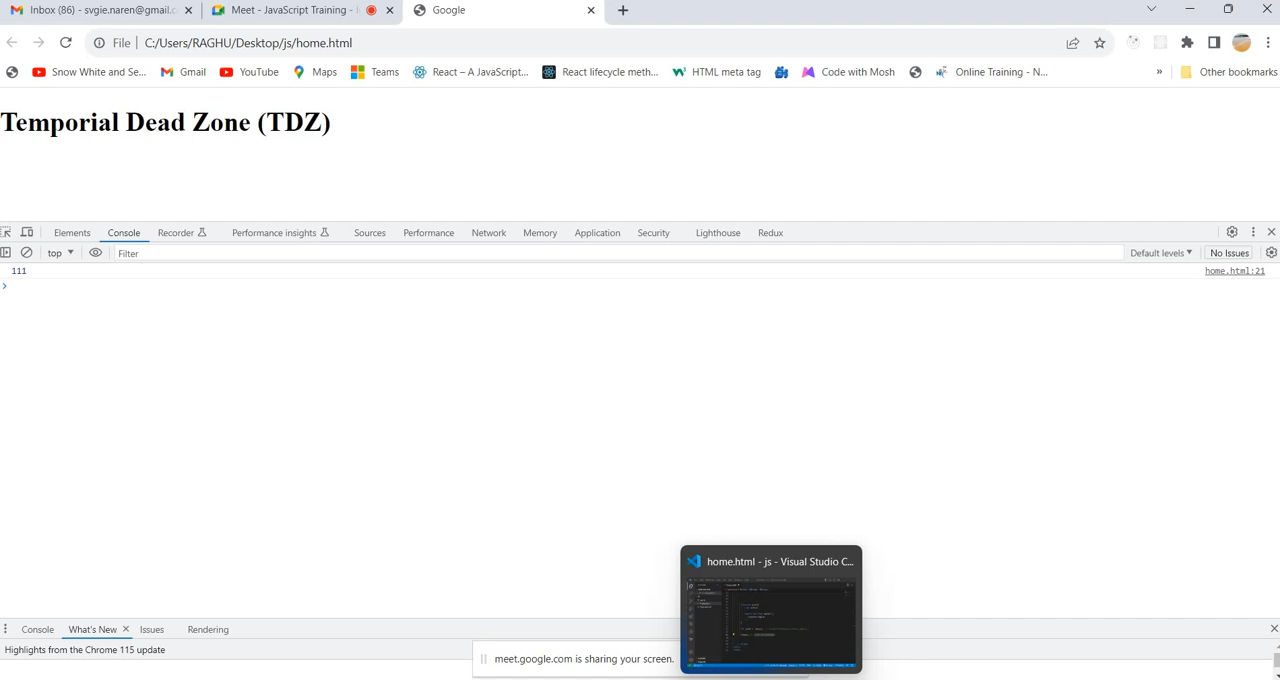 Inbox (86) - svgie.naren@gmail.c
Meet - JavaScript Training -
Google
File
C:/Users/RAGHU/Desktop/js/home.html
Snow White and Se...
Gmail
YouTube
Maps
Teams
React – A JavaScript...
React lifecycle meth...
HTML meta tag
Code with Mosh
Online Training - N...
»
Other bookmarks
Temporial Dead Zone (TDZ)
Elements
Console
Recorder
Performance insights
Sources
Network
Performance
Memory
Application
Security
Lighthouse
Redux
top
Filter
Default levels
No Issues
111
home.html:21
home.html - js - Visual Studio C...
Console
New
Issues
Rendering
Highlights from the Chrome 115 update
meet.google.com is sharing your screen.